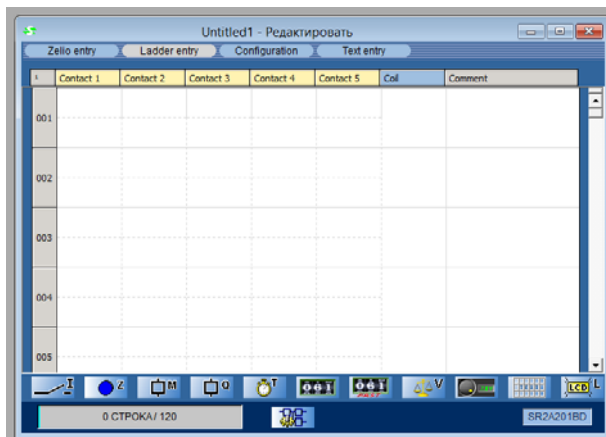 Untitled1 - Редактировать
Zelio entry Ladder entry Configuration Text entry
Contact 1 Contact 2 Contact 3 Contact 4 Contact 5 Coil Comment
001
002
003
004
005
I Z M Q T V L
LCD
0 СТРОКА/ 120 SR2A201BD